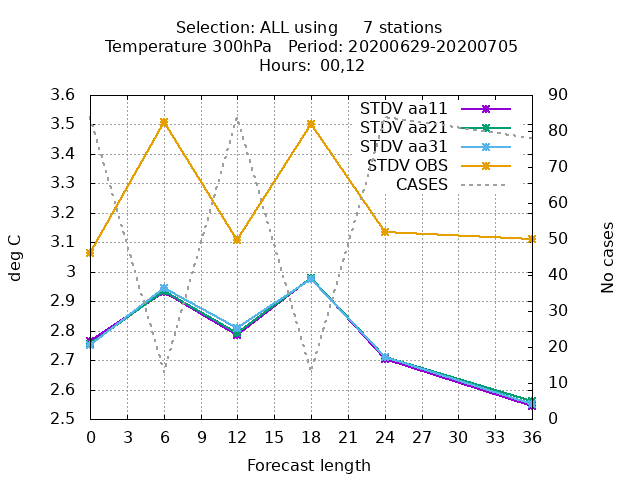 Selection: ALL using     7 stations
Temperature 300hPa   Period: 20200629-20200705
Hours: 00,12
3.6
3.5
3.4
3.3
3.2
3.1
3
2.9
2.8
2.7
2.6
2.5
deg C
STDV aa11
STDV aa21
STDV aa31
STDV OBS
CASES
90
80
70
60
50
40
30
20
10
0
No cases
0 3 6 9 12 15 18 21 24 27 30 33 36
Forecast length